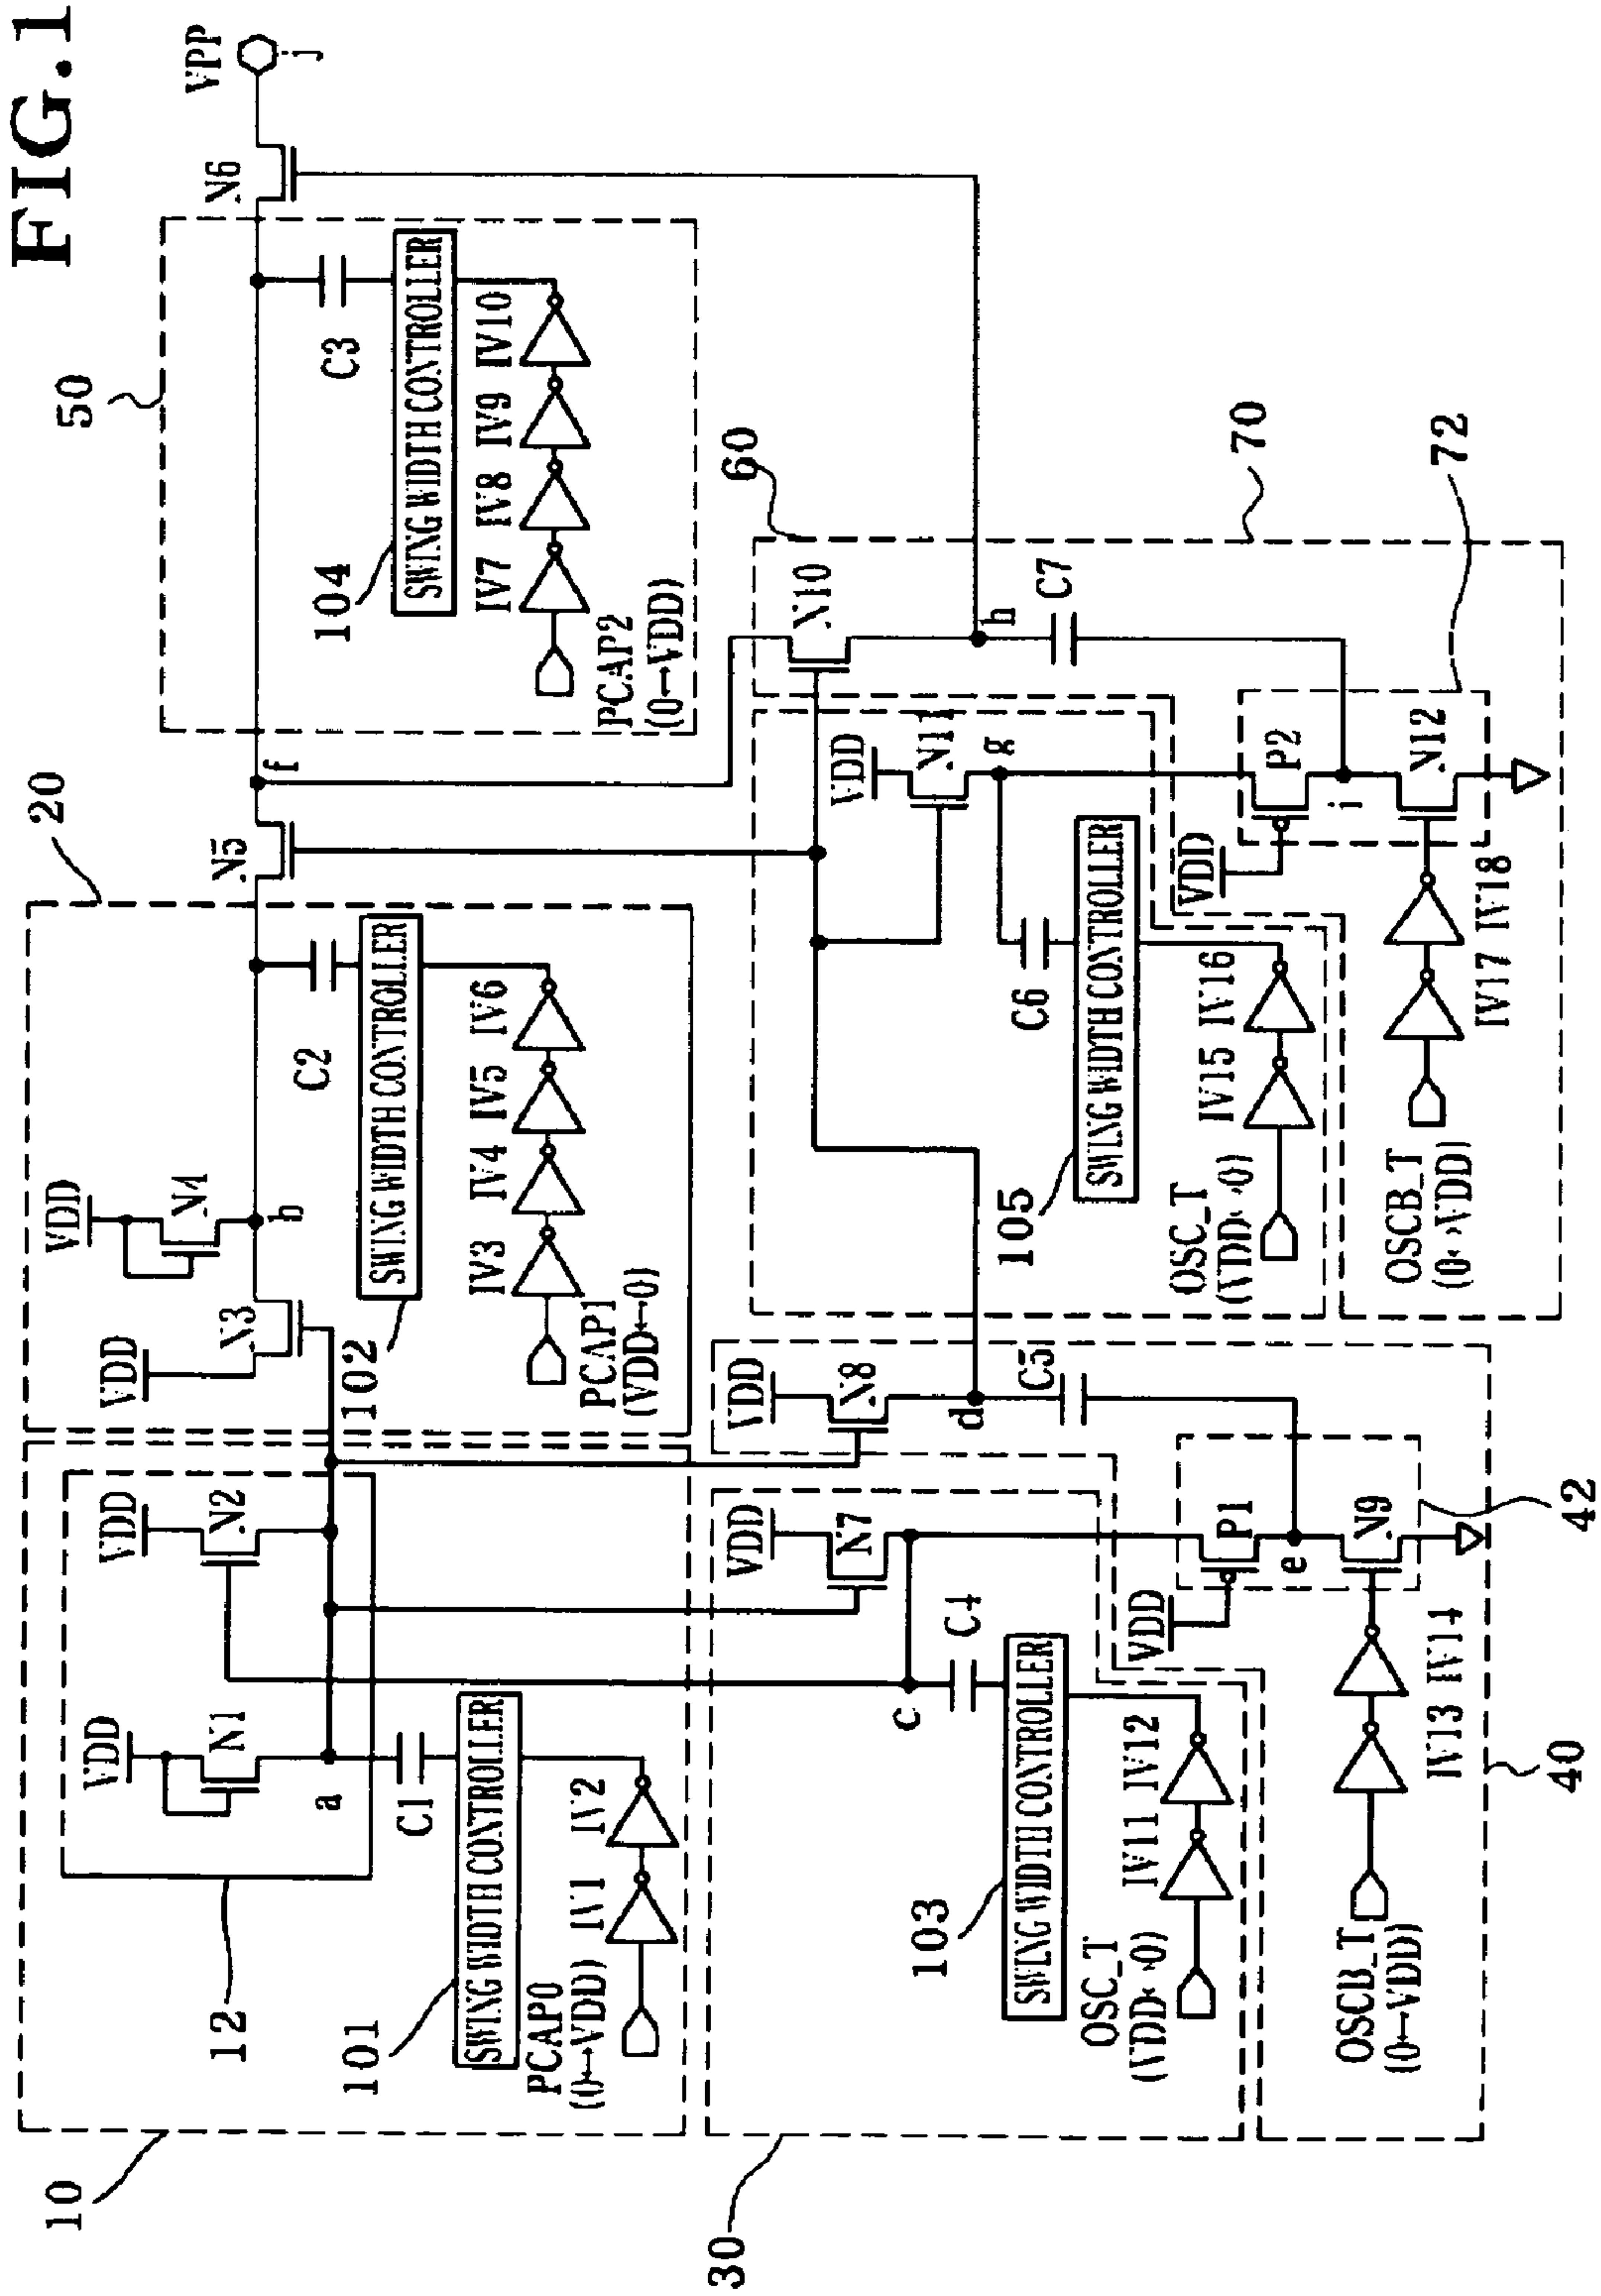 FIG.1
VPP
j
N6
50
C3
104
SWING WIDTH CONTROLLER
IV7 IV8 IV9 IV10
PCAP2
(0↔VDD)
f
N5
20
VDD
N4
b
VDD
N3
C2
102
SWING WIDTH CONTROLLER
IV3 IV4 IV5 IV6
PCAP1
(VDD↔0)
10
12
VDD
N1
a
VDD
N2
C1
101
SWING WIDTH CONTROLLER
IV1 IV2
PCAP0
(0↔VDD)
30
VDD
N7
c
C4
103
SWING WIDTH CONTROLLER
IV11 IV12
OSC_T
(VDD↔0)
40
VDD
N8
d
C5
VDD
P1
e
N9
42
IV13 IV14
OSCB_T
(0↔VDD)
60
VDD
N11
g
C6
105
SWING WIDTH CONTROLLER
IV15 IV16
OSC_T
(VDD↔0)
70
N10
h
C7
72
VDD
P2
i
N12
IV17 IV18
OSCB_T
(0↔VDD)